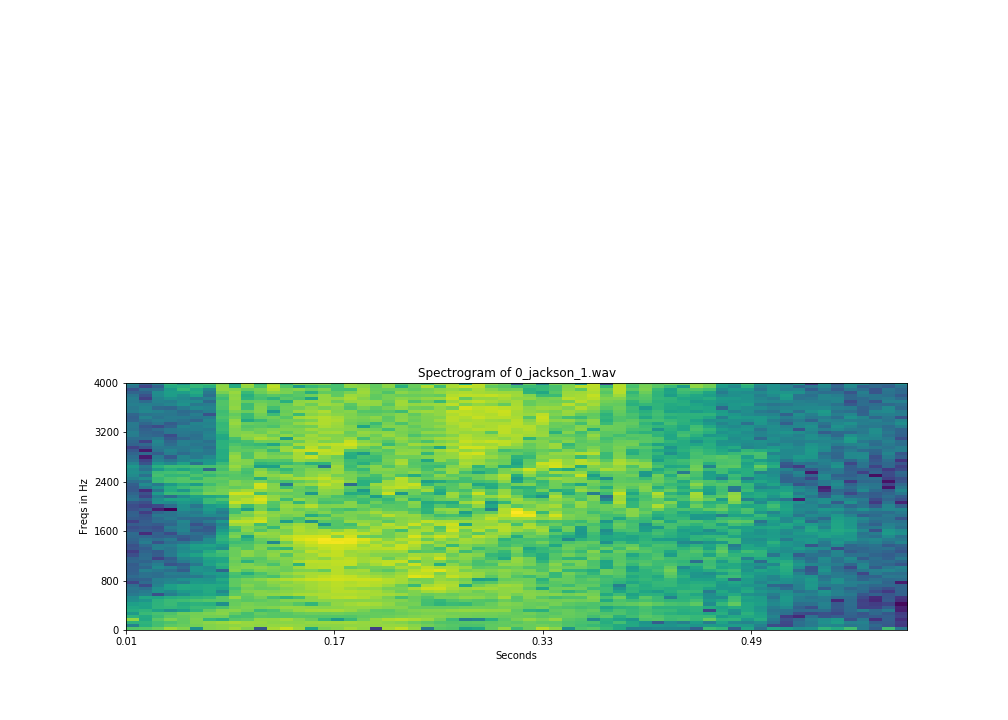 Spectrogram of 0_jackson_1.wav
4000
3200
2400
1600
800
0
Freqs in Hz
0.01 0.17 0.33 0.49
Seconds